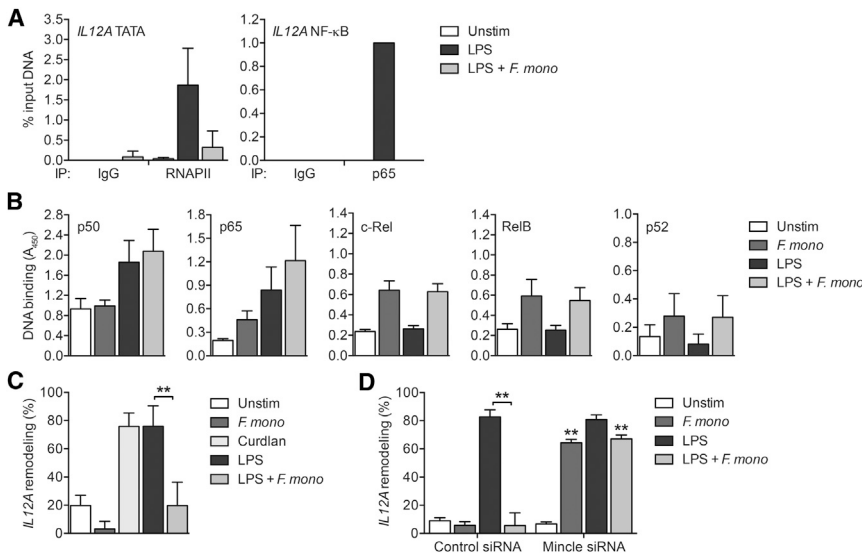 A
IL12A TATA
IL12A NF-κB
Unstim
LPS
LPS + F. mono
% input DNA
3.5
3.0
2.5
2.0
1.5
1.0
0.5
0.0
1.2
1.0
0.8
0.6
0.4
0.2
0.0
IP: IgG RNAPII
IP: IgG p65
B
p50
p65
c-Rel
RelB
p52
Unstim
F. mono
LPS
LPS + F. mono
DNA binding (A450)
3.0
2.4
1.8
1.2
0.6
0.0
1.8
1.5
1.2
0.9
0.6
0.3
0.0
1.4
1.2
1.0
0.8
0.6
0.4
0.2
0.0
1.4
1.2
1.0
0.8
0.6
0.4
0.2
0.0
1.0
0.8
0.6
0.4
0.2
0.0
C
**
IL12A remodeling (%)
100
80
60
40
20
0
Unstim
F. mono
Curdlan
LPS
LPS + F. mono
D
**
** **
IL12A remodeling (%)
100
80
60
40
20
0
Control siRNA Mincle siRNA
Unstim
F. mono
LPS
LPS + F. mono